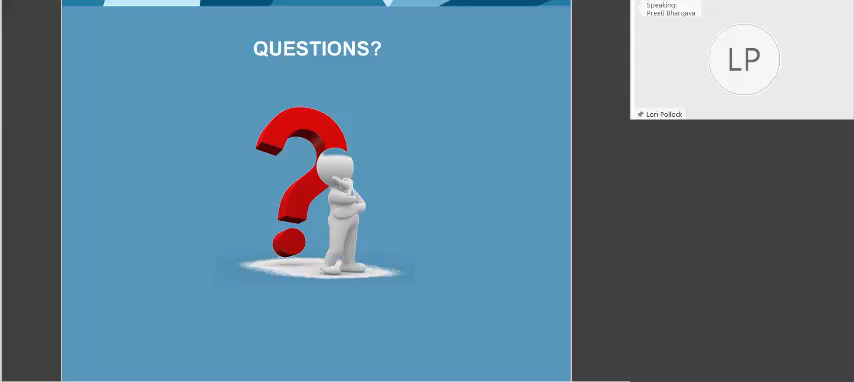 QUESTIONS?
Speaking:
Preeti Bhargava
LP
Lori Pollock